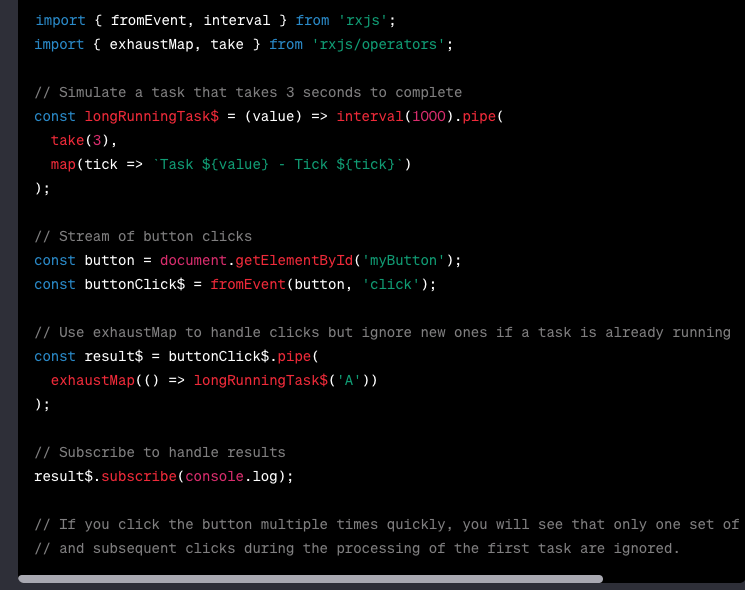 import { fromEvent, interval } from 'rxjs';
import { exhaustMap, take } from 'rxjs/operators';
// Simulate a task that takes 3 seconds to complete
const longRunningTask$ = (value) => interval(1000).pipe(
  take(3),
  map(tick => `Task ${value} - Tick ${tick}`)
);
// Stream of button clicks
const button = document.getElementById('myButton');
const buttonClick$ = fromEvent(button, 'click');
// Use exhaustMap to handle clicks but ignore new ones if a task is already running
const result$ = buttonClick$.pipe(
  exhaustMap(() => longRunningTask$('A'))
);
// Subscribe to handle results
result$.subscribe(console.log);
// If you click the button multiple times quickly, you will see that only one set of
// and subsequent clicks during the processing of the first task are ignored.